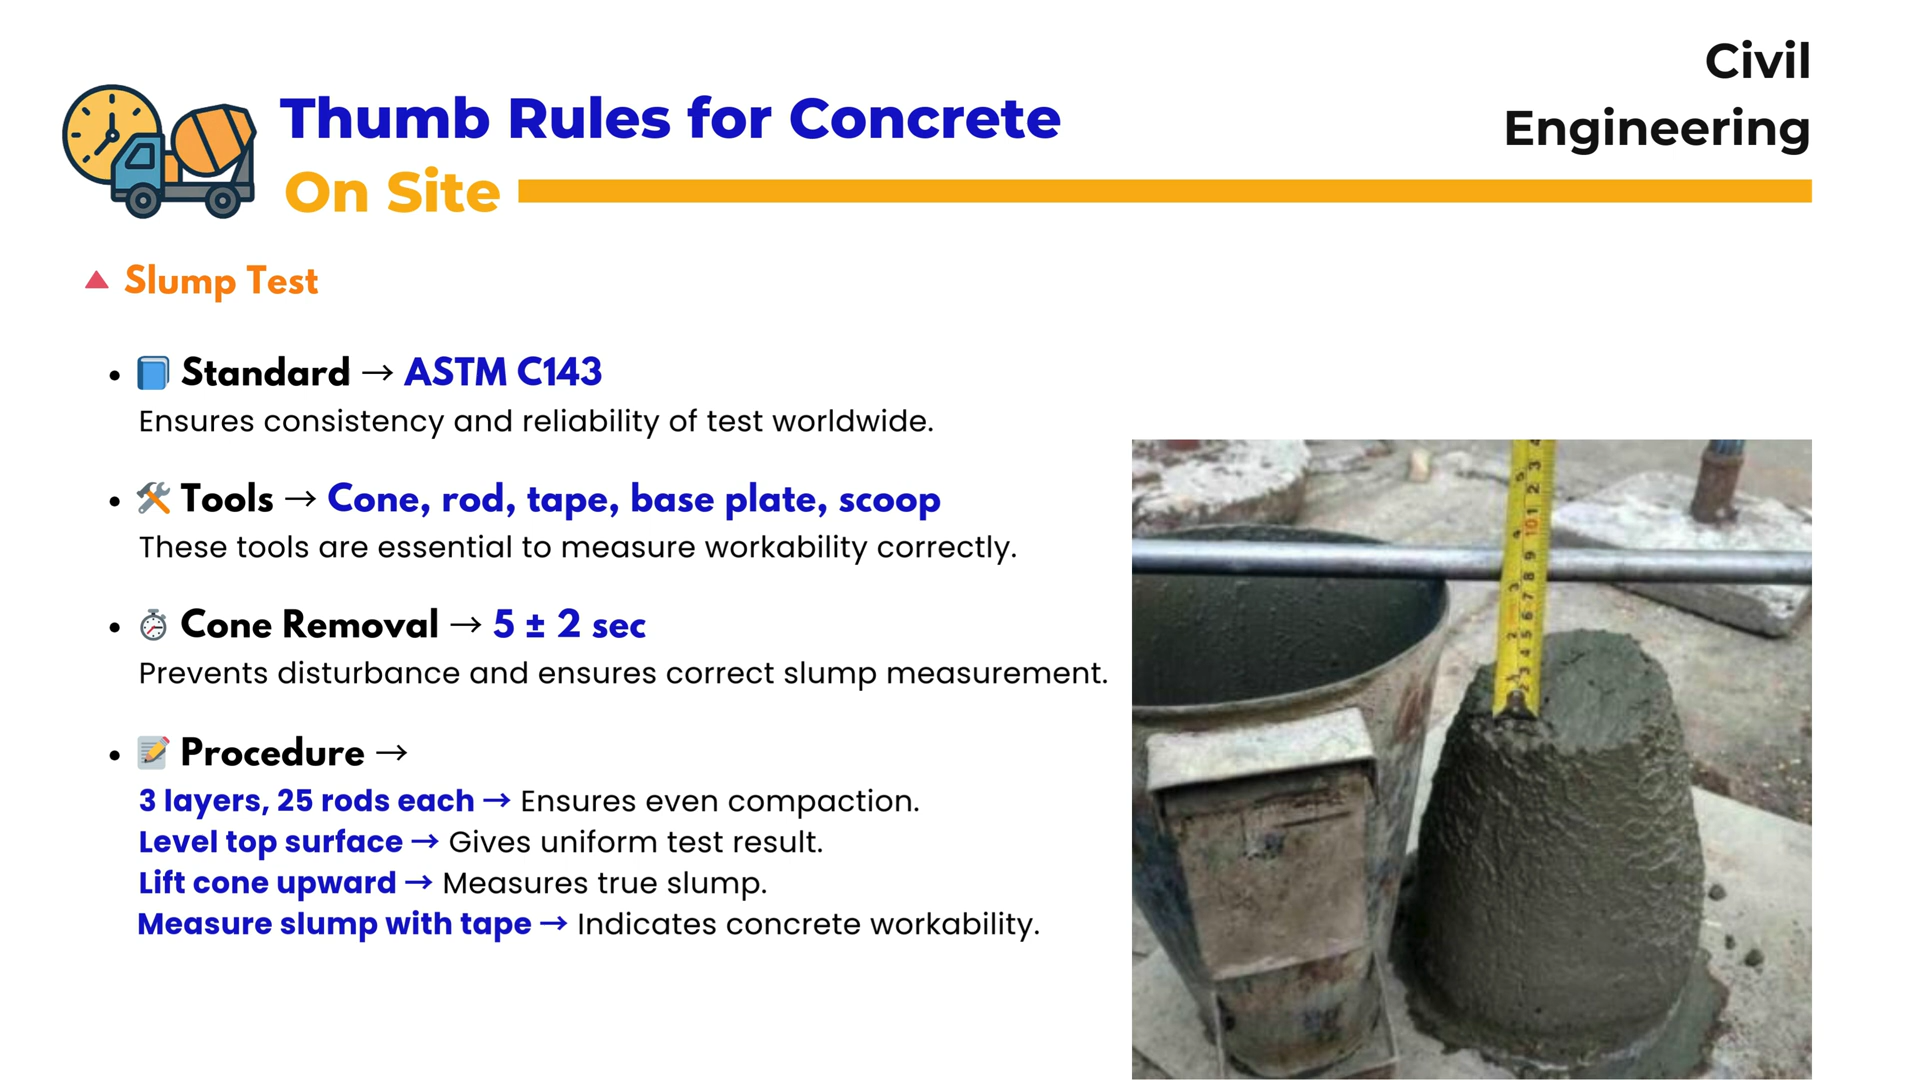 Civil
Engineering
Thumb Rules for Concrete
On Site
🔺 Slump Test
• 📘 Standard → ASTM C143
Ensures consistency and reliability of test worldwide.
• 🛠️ Tools → Cone, rod, tape, base plate, scoop
These tools are essential to measure workability correctly.
• ⏱️ Cone Removal → 5 ± 2 sec
Prevents disturbance and ensures correct slump measurement.
• 📝 Procedure →
3 layers, 25 rods each → Ensures even compaction.
Level top surface → Gives uniform test result.
Lift cone upward → Measures true slump.
Measure slump with tape → Indicates concrete workability.